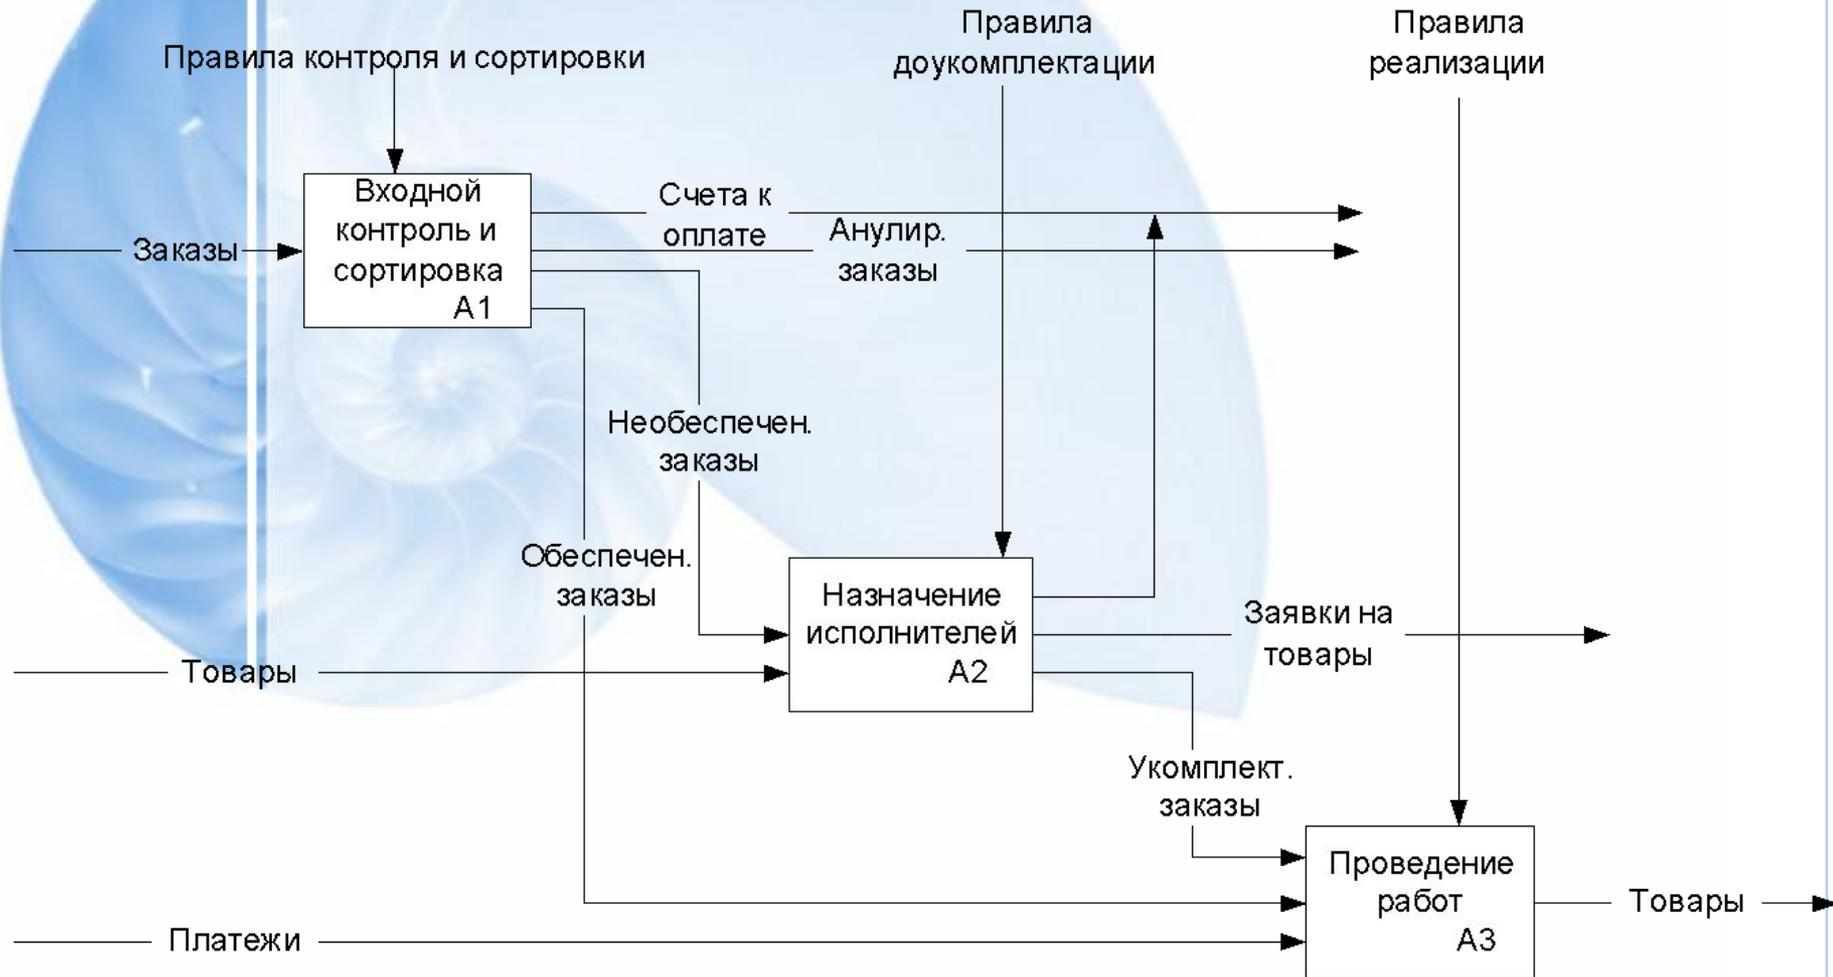 Правила
доукомплектации
Правила
реализации
Правила контроля и сортировки
Входной
контроль и
сортировка
А1
Заказы
Счета к
оплате
Анулир.
заказы
Необеспечен.
заказы
Обеспечен.
заказы
Назначение
исполнителей
А2
Заявки на
товары
Товары
Укомплект.
заказы
Проведение
работ
А3
Товары
Платежи